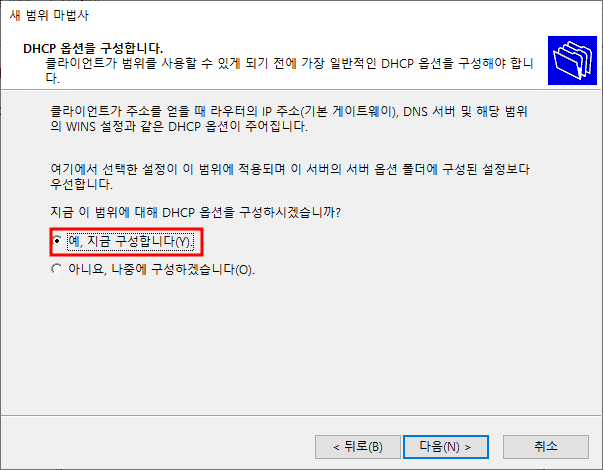 새 범위 마법사
DHCP 옵션을 구성합니다.
클라이언트가 범위를 사용할 수 있게 되기 전에 가장 일반적인 DHCP 옵션을 구성해야 합니
다.
클라이언트가 주소를 얻을 때 라우터의 IP 주소(기본 게이트웨이), DNS 서버 및 해당 범위
의 WINS 설정과 같은 DHCP 옵션이 주어집니다.
여기에서 선택한 설정이 이 범위에 적용되며 이 서버의 서버 옵션 폴더에 구성된 설정보다
우선합니다.
지금 이 범위에 대해 DHCP 옵션을 구성하시겠습니까?
예, 지금 구성합니다(Y).
아니요, 나중에 구성하겠습니다(O).
< 뒤로(B) 다음(N) > 취소